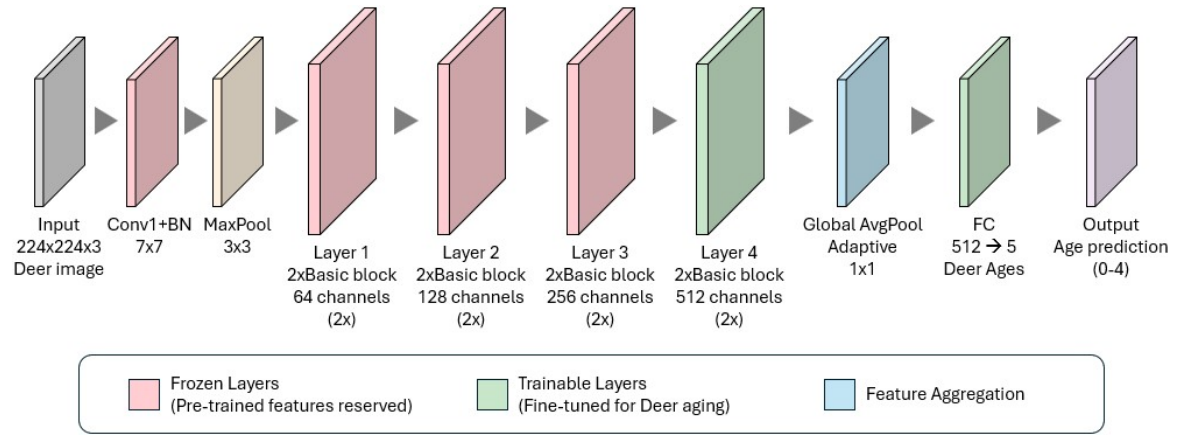 Input
224x224x3
Deer image
Conv1+BN
7x7
MaxPool
3x3
Layer 1
2xBasic block
64 channels
(2x)
Layer 2
2xBasic block
128 channels
(2x)
Layer 3
2xBasic block
256 channels
(2x)
Layer 4
2xBasic block
512 channels
(2x)
Global AvgPool
Adaptive
1x1
FC
512 → 5
Deer Ages
Output
Age prediction
(0-4)
Frozen Layers
(Pre-trained features reserved)
Trainable Layers
(Fine-tuned for Deer aging)
Feature Aggregation